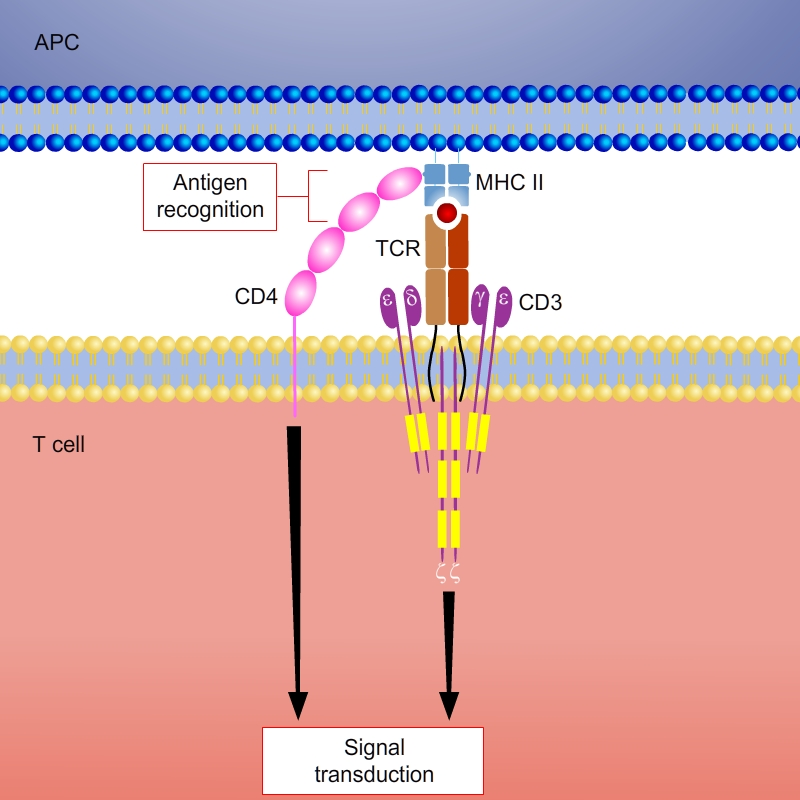 APC
Antigen
recognition
MHC II
TCR
CD4
ε
δ
γ
ε
CD3
T cell
ζ ζ
Signal
transduction